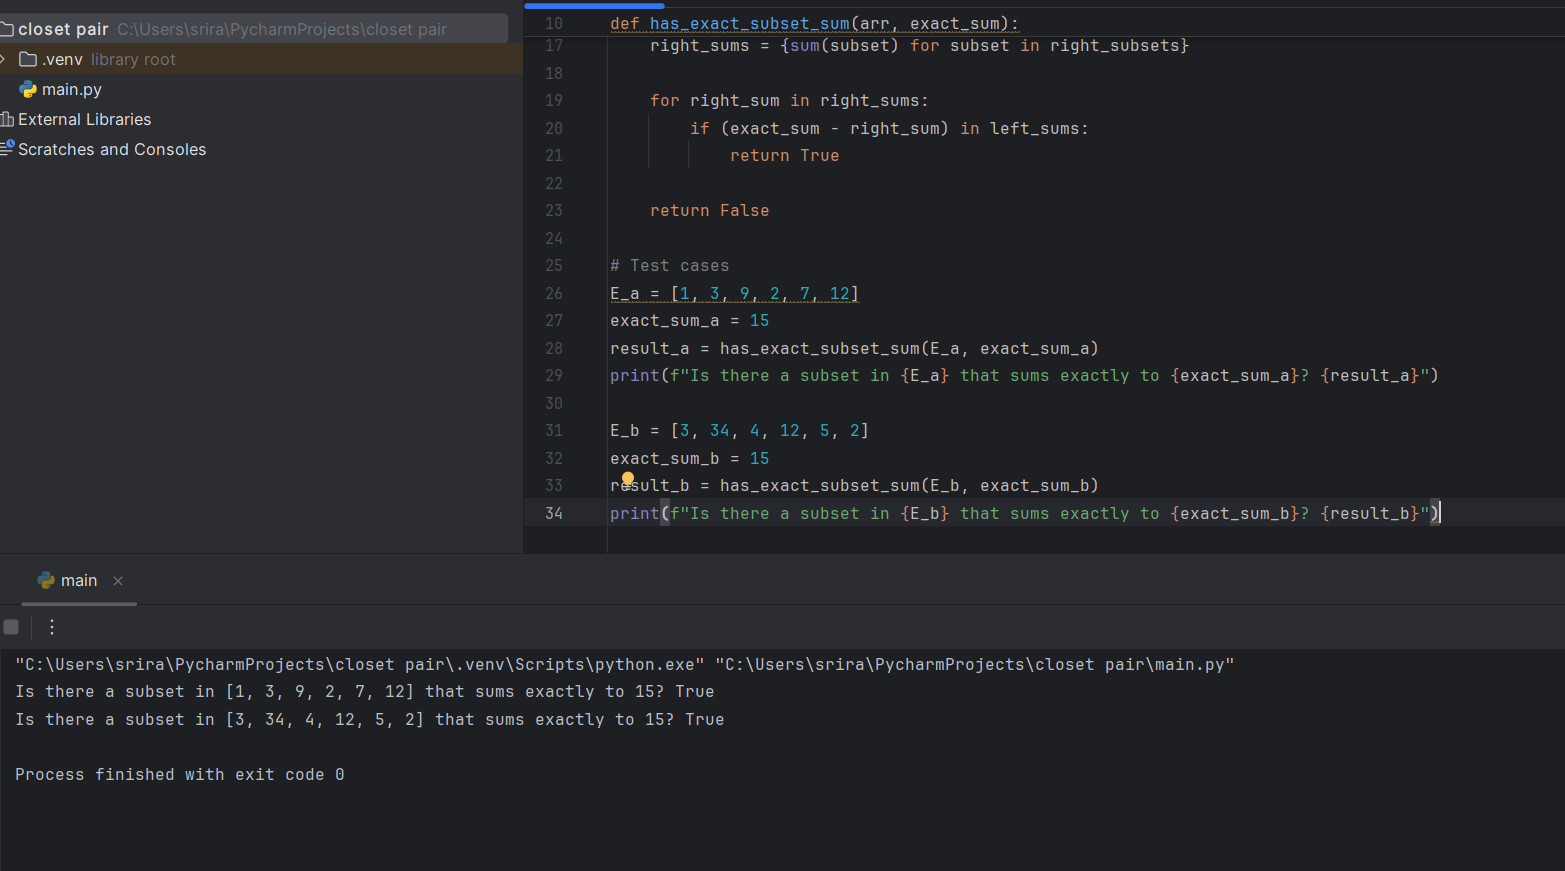 closet pair C:\Users\srira\PycharmProjects\closet pair
.venv library root
main.py
External Libraries
Scratches and Consoles
10 def has_exact_subset_sum(arr, exact_sum):
17 right_sums = {sum(subset) for subset in right_subsets}
18
19 for right_sum in right_sums:
20 if (exact_sum - right_sum) in left_sums:
21 return True
22
23 return False
24
25 # Test cases
26 E_a = [1, 3, 9, 2, 7, 12]
27 exact_sum_a = 15
28 result_a = has_exact_subset_sum(E_a, exact_sum_a)
29 print(f"Is there a subset in {E_a} that sums exactly to {exact_sum_a}? {result_a}")
30
31 E_b = [3, 34, 4, 12, 5, 2]
32 exact_sum_b = 15
33 result_b = has_exact_subset_sum(E_b, exact_sum_b)
34 print(f"Is there a subset in {E_b} that sums exactly to {exact_sum_b}? {result_b}")
main
"C:\Users\srira\PycharmProjects\closet pair\.venv\Scripts\python.exe" "C:\Users\srira\PycharmProjects\closet pair\main.py"
Is there a subset in [1, 3, 9, 2, 7, 12] that sums exactly to 15? True
Is there a subset in [3, 34, 4, 12, 5, 2] that sums exactly to 15? True
Process finished with exit code 0